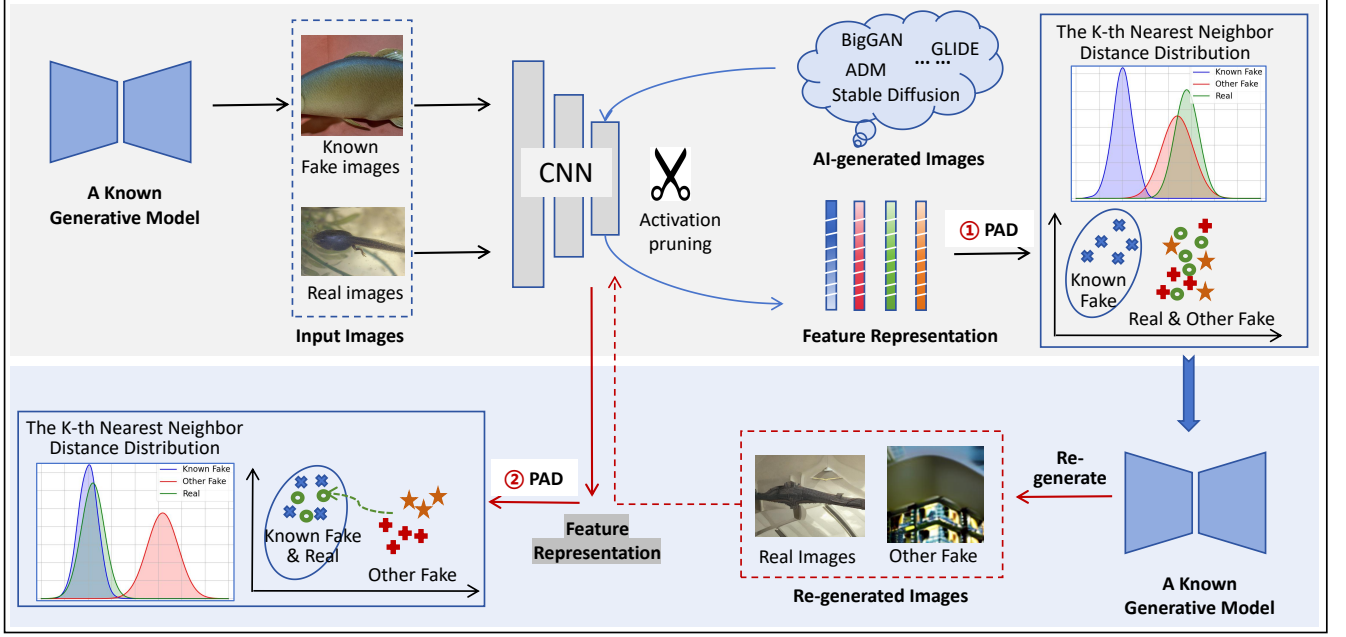 A Known
Generative Model
Known
Fake images
Real images
Input Images
CNN
Activation
pruning
BigGAN
GLIDE
ADM
... ...
Stable Diffusion
AI-generated Images
Feature Representation
① PAD
The K-th Nearest Neighbor
Distance Distribution
Known Fake
Other Fake
Real
Known
Fake
Real & Other Fake
The K-th Nearest Neighbor
Distance Distribution
Known Fake
Other Fake
Real
Known Fake
& Real
Other Fake
② PAD
Feature
Representation
Real Images
Other Fake
Re-generated Images
Re-
generate
A Known
Generative Model